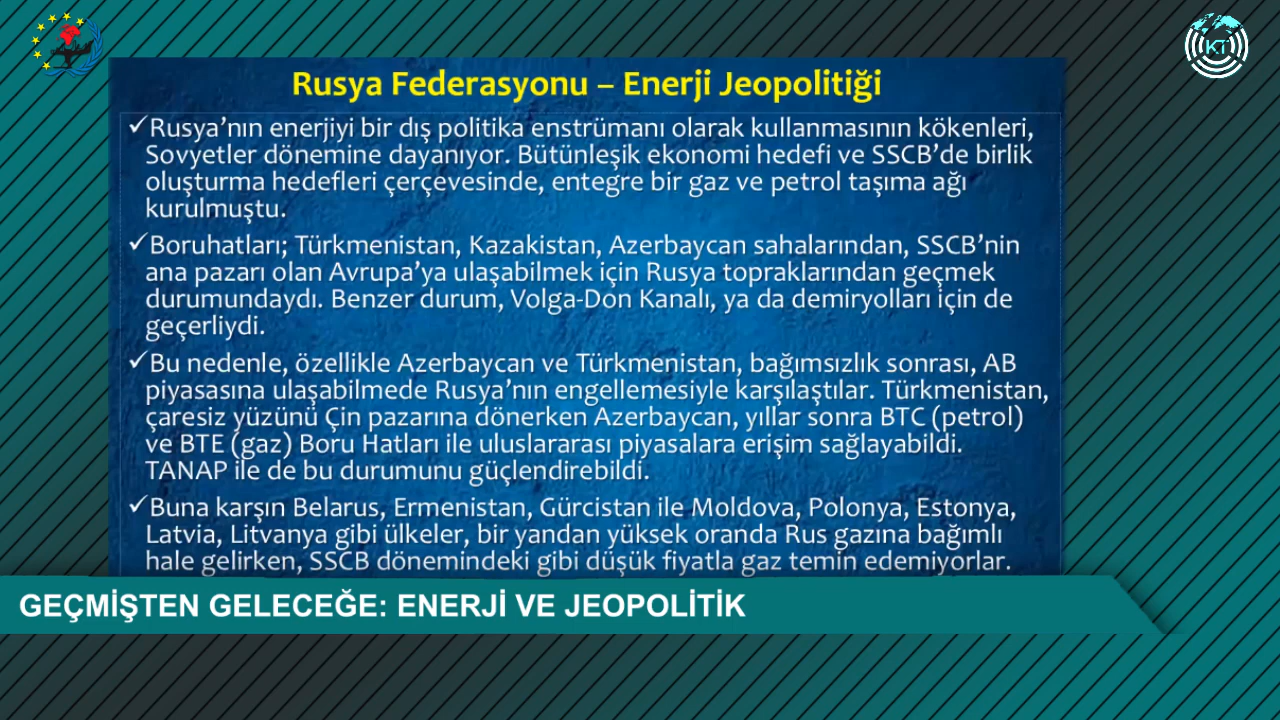 KT
Rusya Federasyonu – Enerji Jeopolitiği
✓Rusya’nın enerjiyi bir dış politika enstrümanı olarak kullanmasının kökenleri,
Sovyetler dönemine dayanıyor. Bütünleşik ekonomi hedefi ve SSCB’de birlik
oluşturma hedefleri çerçevesinde, entegre bir gaz ve petrol taşıma ağı
kurulmuştu.
✓Boruhatları; Türkmenistan, Kazakistan, Azerbaycan sahalarından, SSCB’nin
ana pazarı olan Avrupa’ya ulaşabilmek için Rusya topraklarından geçmek
durumundaydı. Benzer durum, Volga-Don Kanalı, ya da demiryolları için de
geçerliydi.
✓Bu nedenle, özellikle Azerbaycan ve Türkmenistan, bağımsızlık sonrası, AB
piyasasına ulaşabilmede Rusya’nın engellemesiyle karşılaştılar. Türkmenistan,
çaresiz yüzünü Çin pazarına dönerken Azerbaycan, yıllar sonra BTC (petrol)
ve BTE (gaz) Boru Hatları ile uluslararası piyasalara erişim sağlayabildi.
TANAP ile de bu durumunu güçlendirebildi.
✓Buna karşın Belarus, Ermenistan, Gürcistan ile Moldova, Polonya, Estonya,
Latvia, Litvanya gibi ülkeler, bir yandan yüksek oranda Rus gazına bağımlı
hale gelirken, SSCB dönemindeki gibi düşük fiyatla gaz temin edemiyorlar.
GEÇMİŞTEN GELECEĞE: ENERJİ VE JEOPOLİTİK